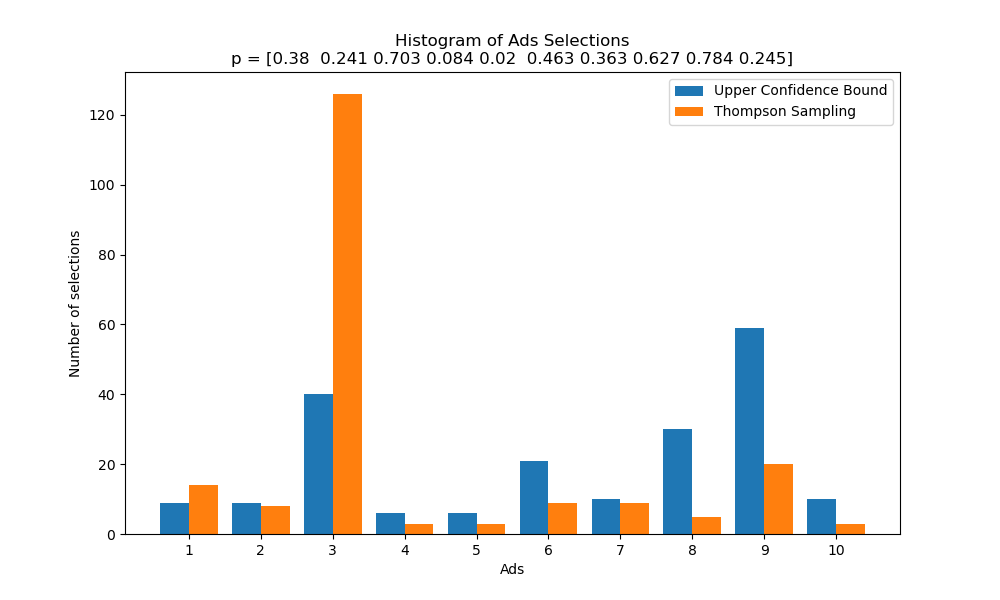 Histogram of Ads Selections
p = [0.38  0.241 0.703 0.084 0.02  0.463 0.363 0.627 0.784 0.245]
Upper Confidence Bound
Thompson Sampling
Number of selections
120
100
80
60
40
20
0
1 2 3 4 5 6 7 8 9 10
Ads